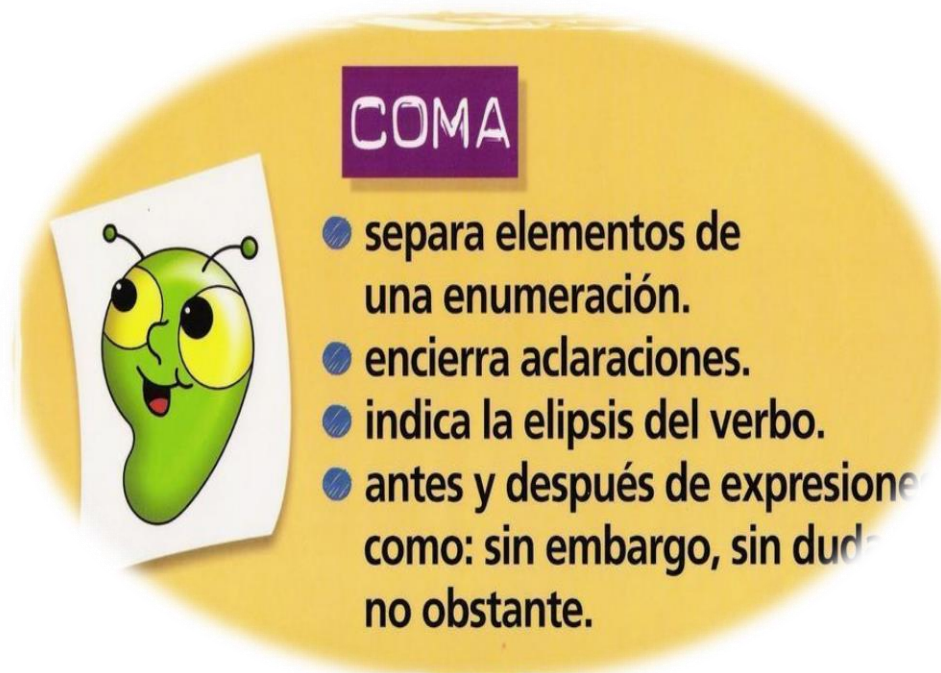 COMA
separa elementos de
una enumeración.
encierra aclaraciones.
indica la elipsis del verbo.
antes y después de expresione
como: sin embargo, sin duda
no obstante.